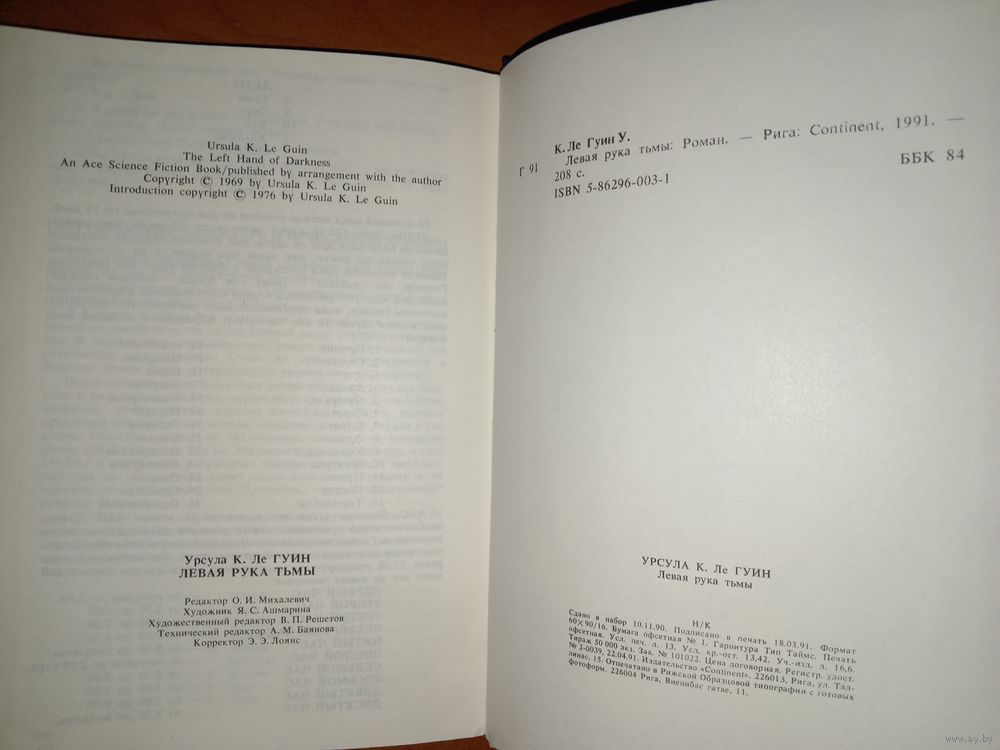 Ursula K. Le Guin
The Left Hand of Darkness
An Ace Science Fiction Book/published by arrangement with the author
Copyright © 1969 by Ursula K. Le Guin
Introduction copyright © 1976 by Ursula K. Le Guin
Урсула К. Ле ГУИН
ЛЕВАЯ РУКА ТЬМЫ
Редактор О. И. Михалевич
Художник Я. С. Ашмарина
Художественный редактор В. П. Решетов
Технический редактор А. М. Баянова
Корректор Э. Э. Лоянс
К. Ле Гуин У.
Г 91 Левая рука тьмы: Роман. — Рига: Continent, 1991. —
208 с.
ISBN 5-86296-003-1
ББК 84
УРСУЛА К. Ле ГУИН
Левая рука тьмы
Н/К
Сдано в набор 10.11.90. Подписано в печать 18.03.91. Формат
60×90/16. Бумага офсетная № 1. Гарнитура Тип Таймс. Печать
офсетная. Усл. печ. л. 13. Усл. кр.-отт. 13,42. Уч.-изд. л. 16,6.
Тираж 50 000 экз. Зак. № 101022. Цена договорная. Регистр. удост.
№ 2-0039, 22.04.91. Издательство «Continent», 226013, Рига, ул. Тал-
линас, 15. Отпечатано в Рижской Образцовой типографии с готовых
фотоформ. 226004 Рига, Виенибас гатве, 11.
www.ay.by